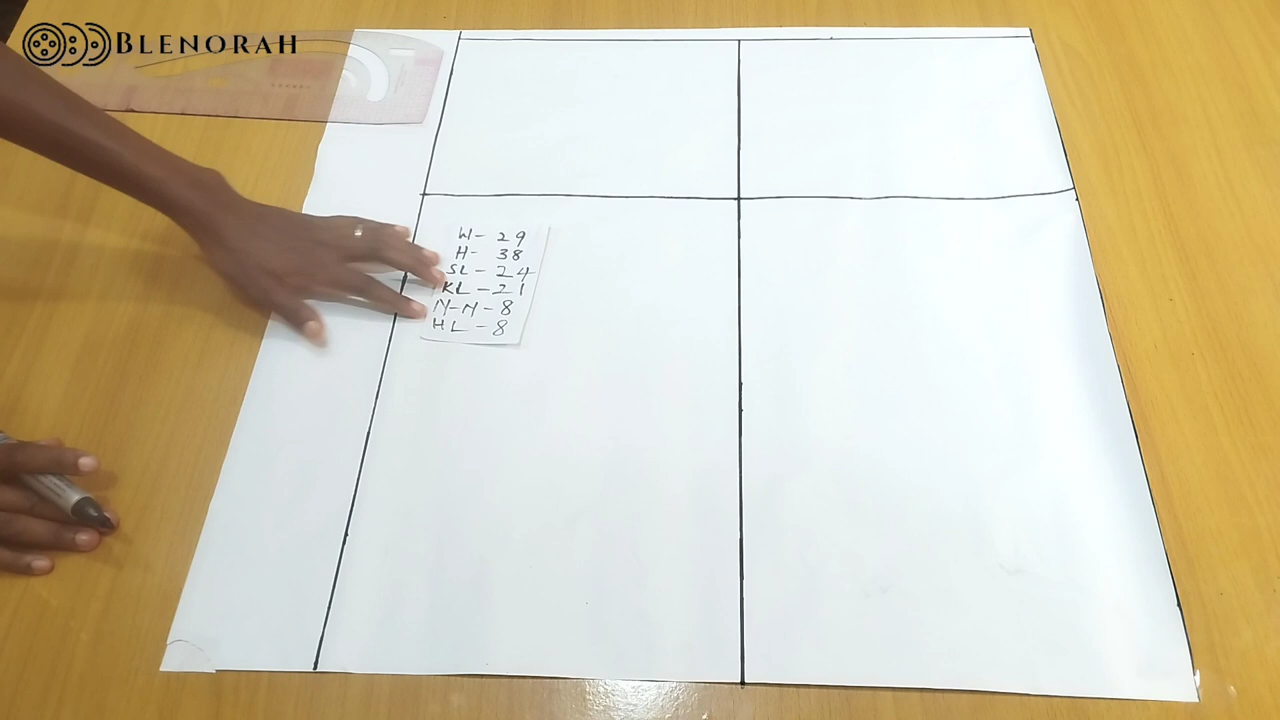 BLENORAH
W- 29
H- 38
SL - 24
KL - 21
N-N - 8
HL - 8